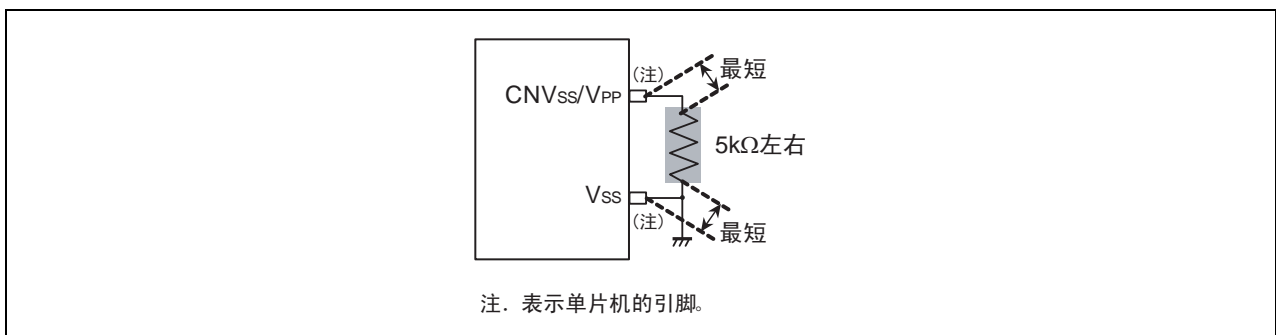 (注)
最短
CNVss/VPP
5kΩ左右
Vss
(注)
最短
注. 表示单片机的引脚。